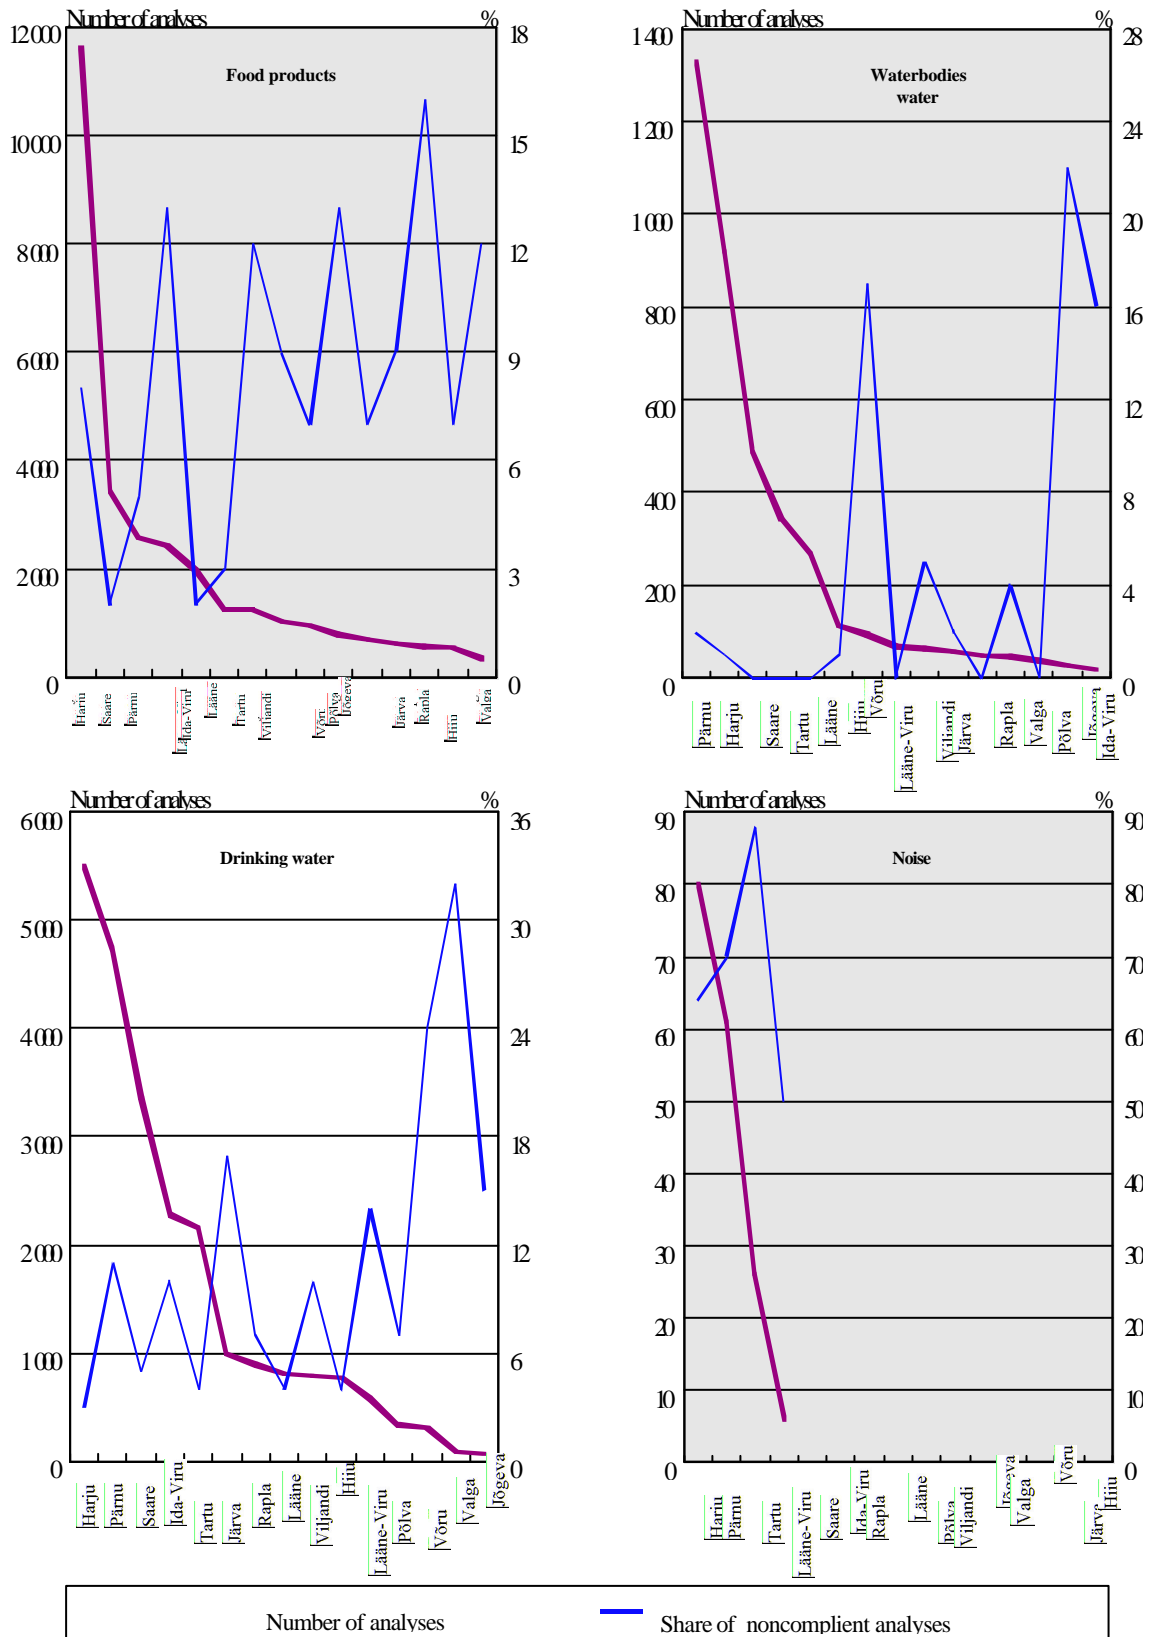 Number of analyses %
Food products
12000 18
10000 15
8000 12
6000 9
4000 6
2000 3
0 0
Harju
Saare
Pärnu
Ida-Viru
Lääne
Tartu
Viljandi
Võru
Põlva
Jõgeva
Järva
Rapla
Hiiu
Valga
Number of analyses %
Waterbodies
water
1400 28
1200 24
1000 20
800 16
600 12
400 8
200 4
0 0
Pärnu
Harju
Saare
Tartu
Lääne
Hiiu
Võru
Lääne-Viru
Viljandi
Järva
Rapla
Valga
Põlva
Jõgeva
Ida-Viru
Number of analyses %
Drinking water
6000 36
5000 30
4000 24
3000 18
2000 12
1000 6
0 0
Harju
Pärnu
Saare
Ida-Viru
Tartu
Järva
Rapla
Lääne
Viljandi
Hiiu
Lääne-Viru
Põlva
Võru
Valga
Jõgeva
Number of analyses %
Noise
90 90
80 80
70 70
60 60
50 50
40 40
30 30
20 20
10 10
0 0
Harju
Pärnu
Tartu
Lääne-Viru
Saare
Ida-Viru
Rapla
Lääne
Põlva
Viljandi
Jõgeva
Valga
Võru
Järva
Hiiu
Number of analyses Share of noncomplient analyses